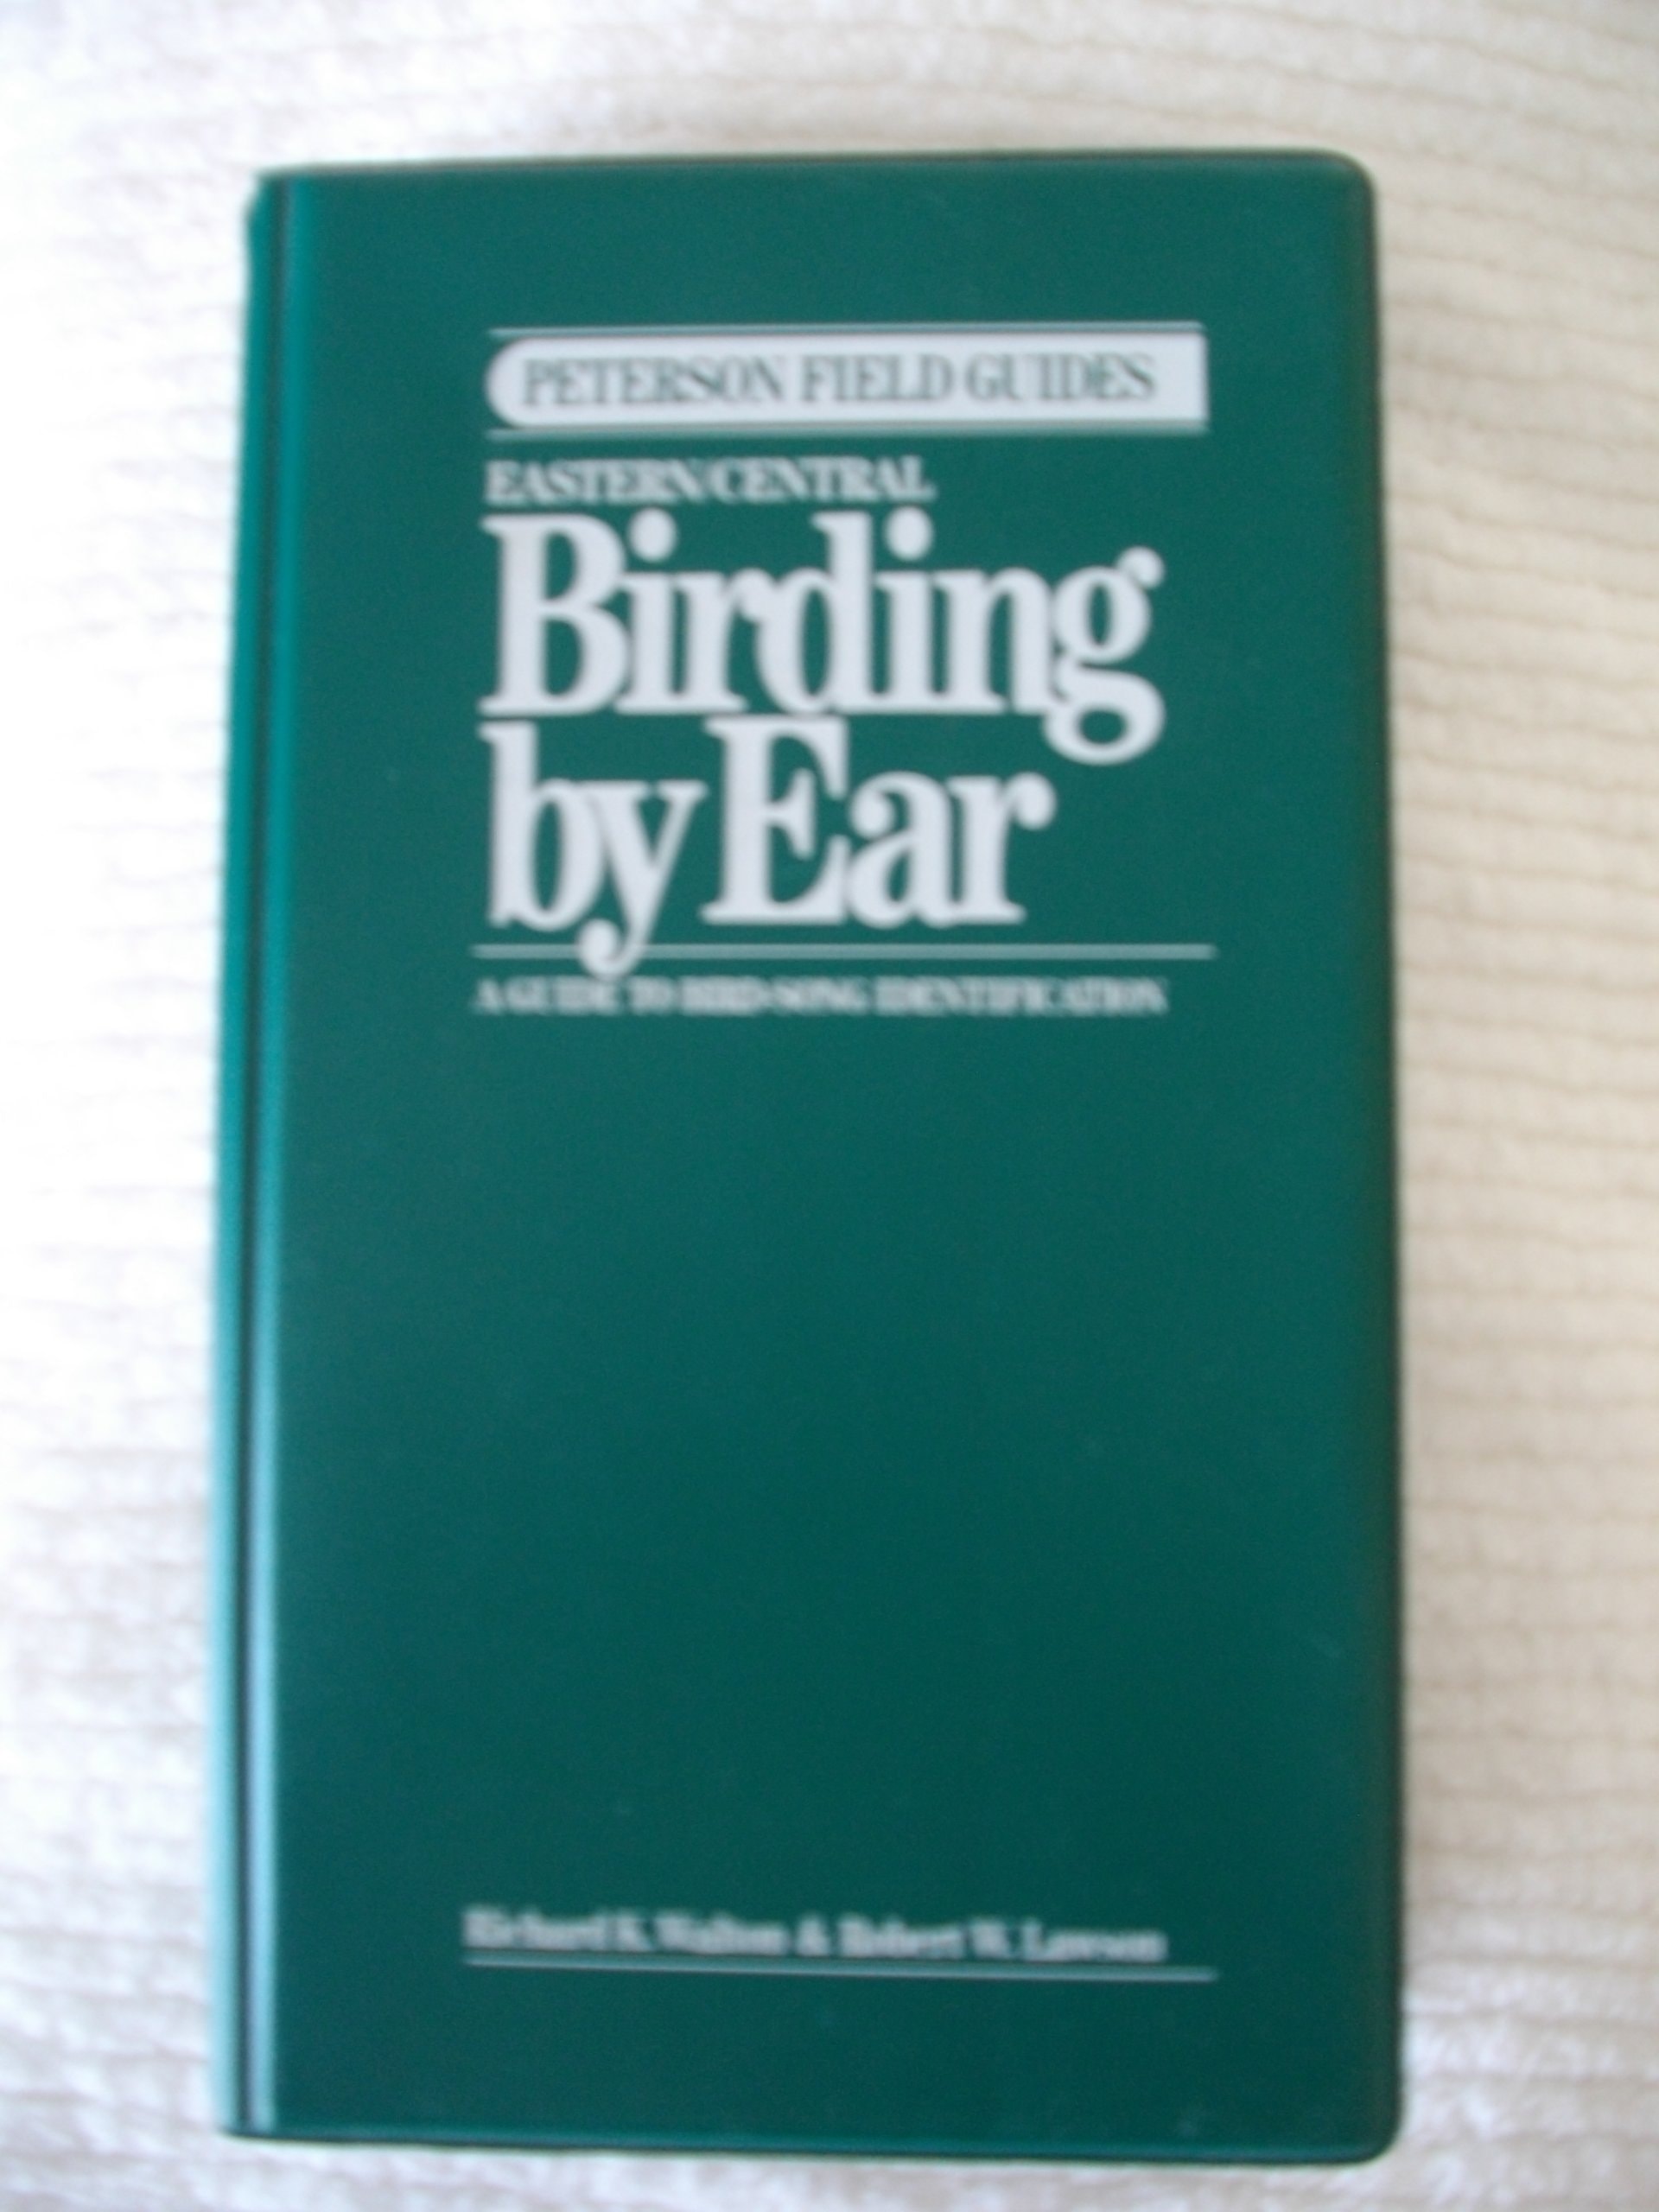 PETERSON FIELD GUIDES
EASTERN/CENTRAL
Birding
by Ear
A GUIDE TO BIRD-SONG IDENTIFICATION
Richard K. Walton & Robert W. Lawson